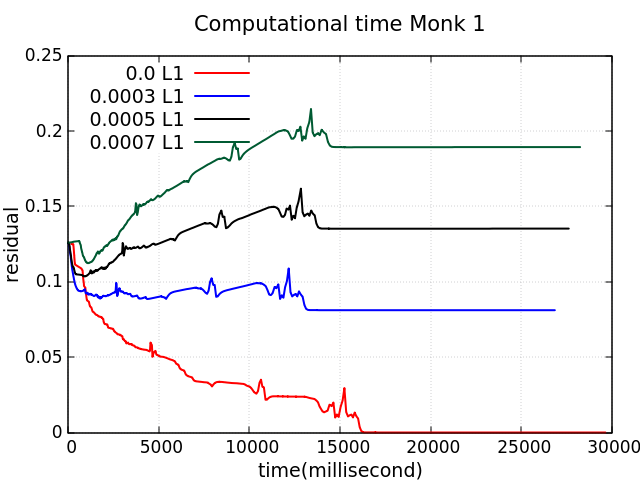 Computational time Monk 1
0.25
0.2
0.15
0.1
0.05
0
residual
0.0 L1
0.0003 L1
0.0005 L1
0.0007 L1
0 5000 10000 15000 20000 25000 30000
time(millisecond)